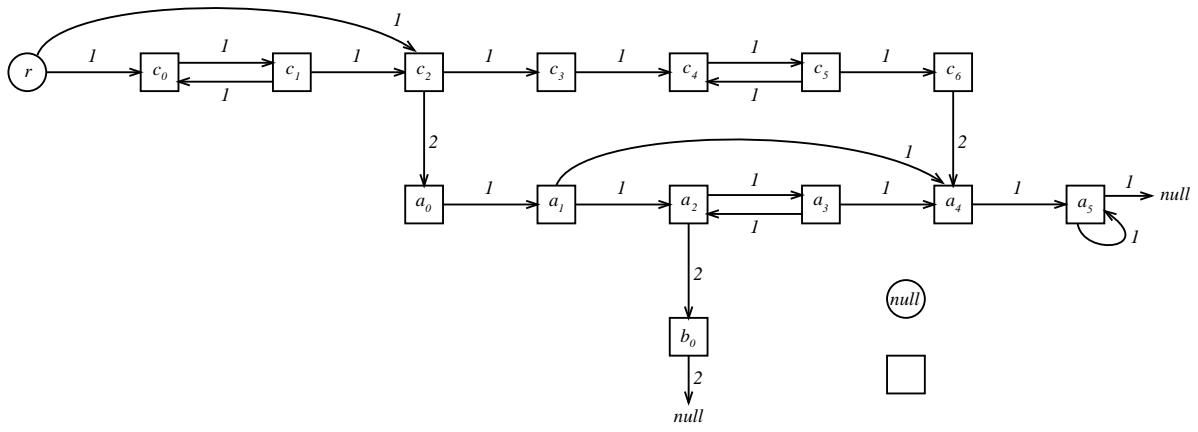 1
1 1 1 1 1 1 1
r c₀ c₁ c₂ c₃ c₄ c₅ c₆
1 1
2 2
1
1 1 1 1 1 1
a₀ a₁ a₂ a₃ a₄ a₅ null
1 1
2
null
b₀
2
null